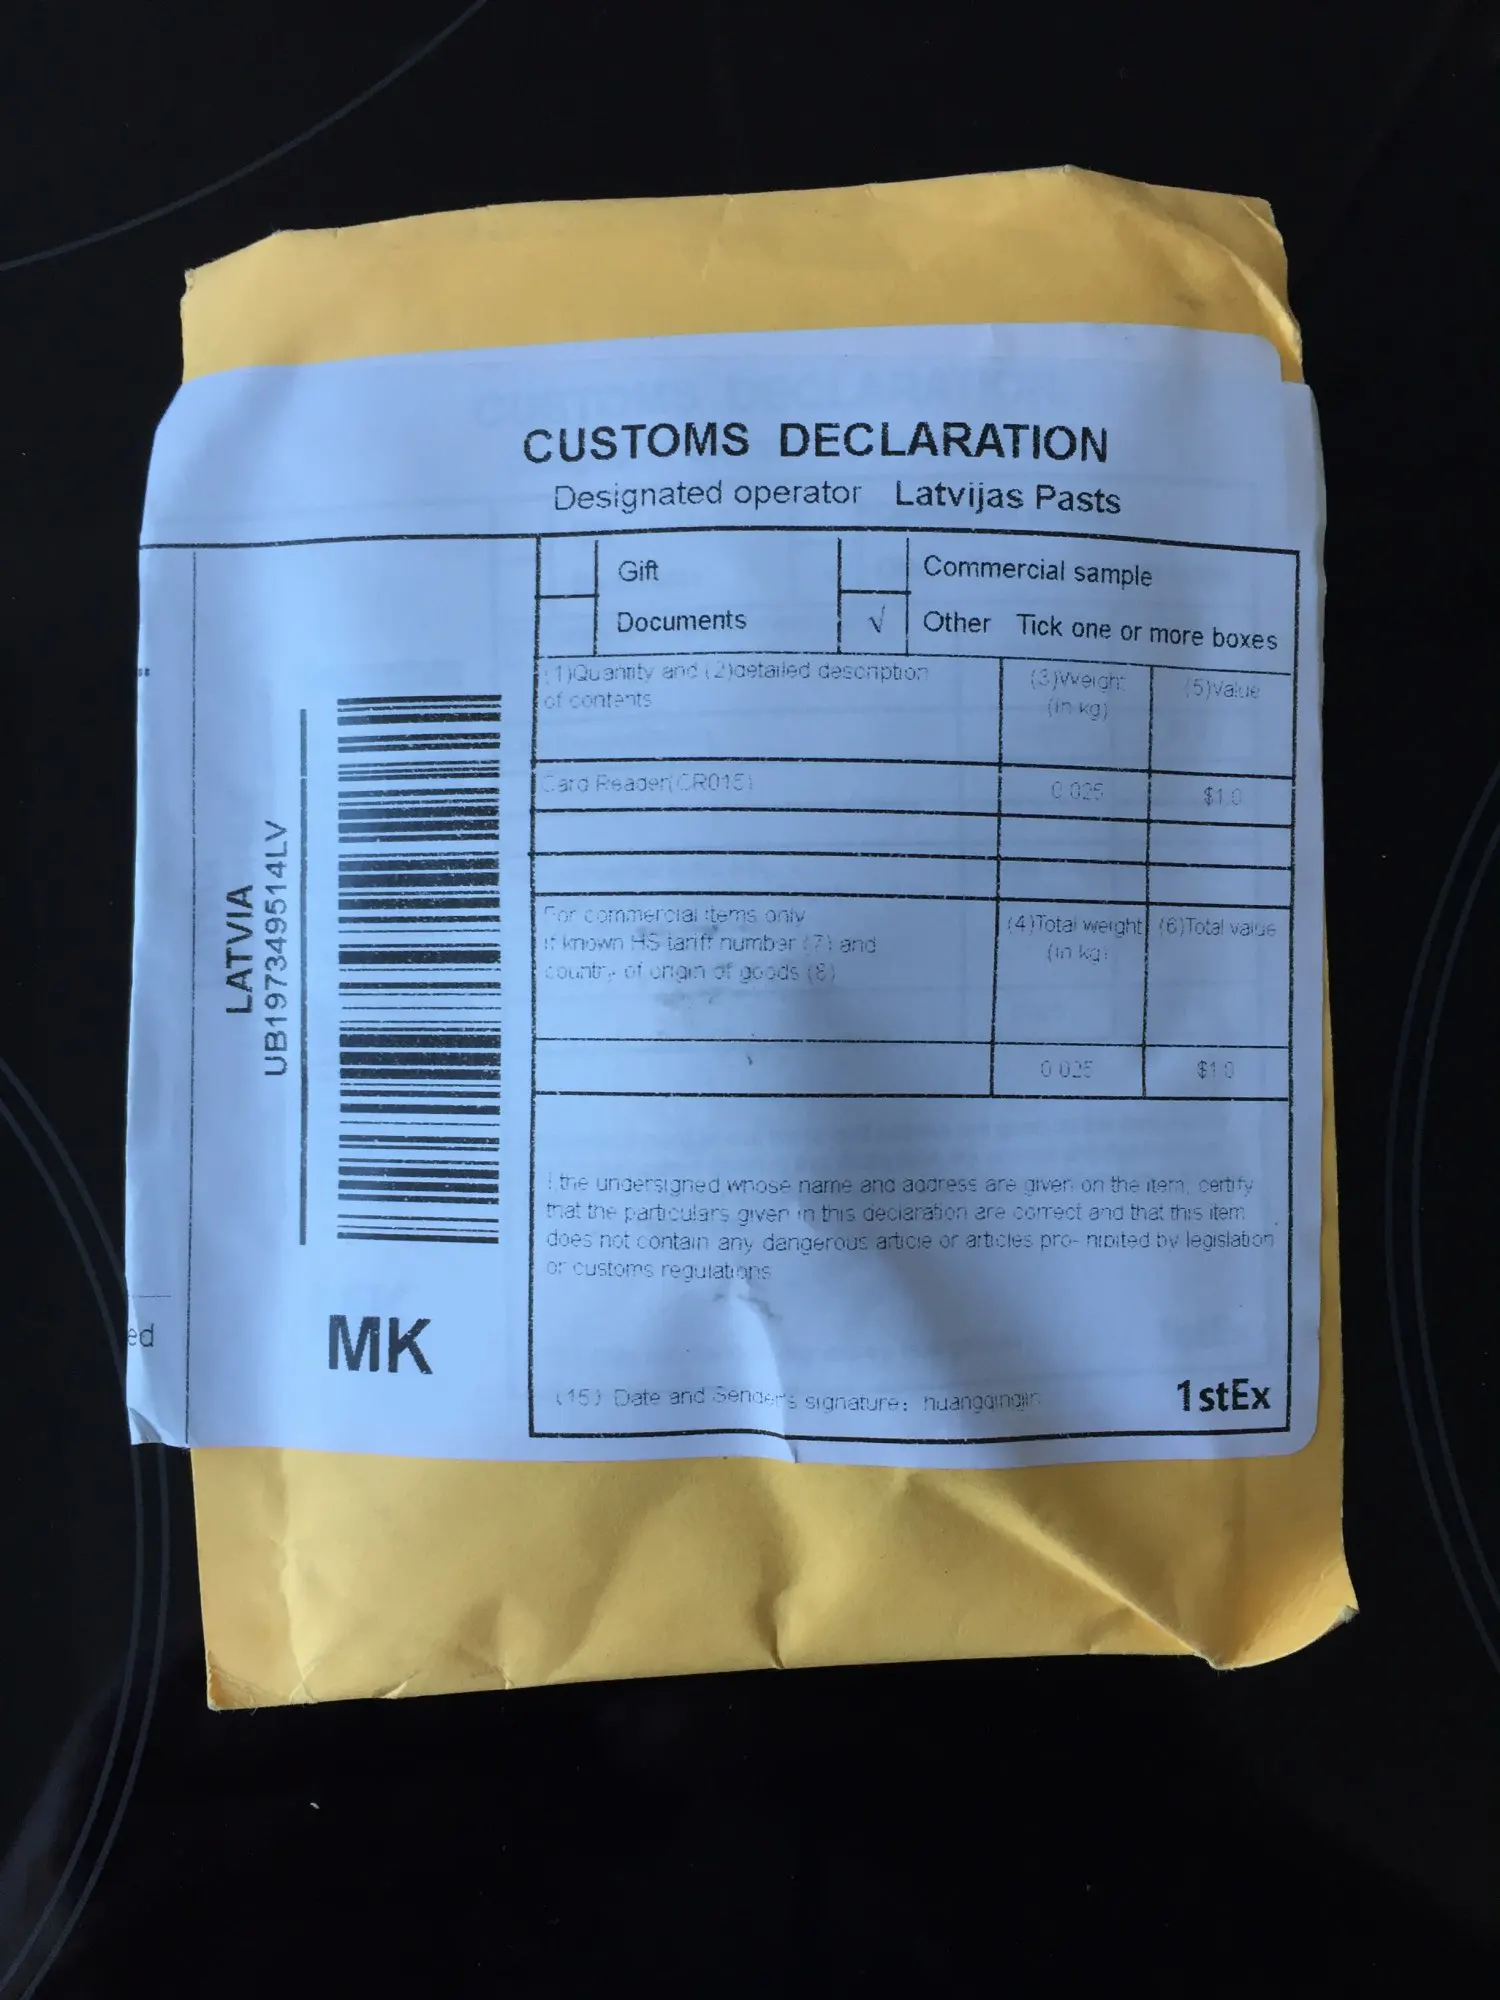 CUSTOMS DECLARATION
Designated operator Latvijas Pasts
Gift
Commercial sample
Documents
√ Other Tick one or more boxes
(1)Quantity and (2)detailed description
of contents
(3)Weight
(in kg)
(5)Value
Card Reader(CR015) 0.025 $1.0
For commercial items only
if known HS tariff number (7) and
country of origin of goods (8)
(4)Total weight
(in kg)
(6)Total value
0.025 $1.0
I the undersigned whose name and address are given on the item, certify
that the particulars given in this declaration are correct and that this item
does not contain any dangerous article or articles pro- hibited by legislation
or customs regulations
(15) Date and Sender's signature: huangqingjin
1stEx
LATVIA
UB197349514LV
MK
ed